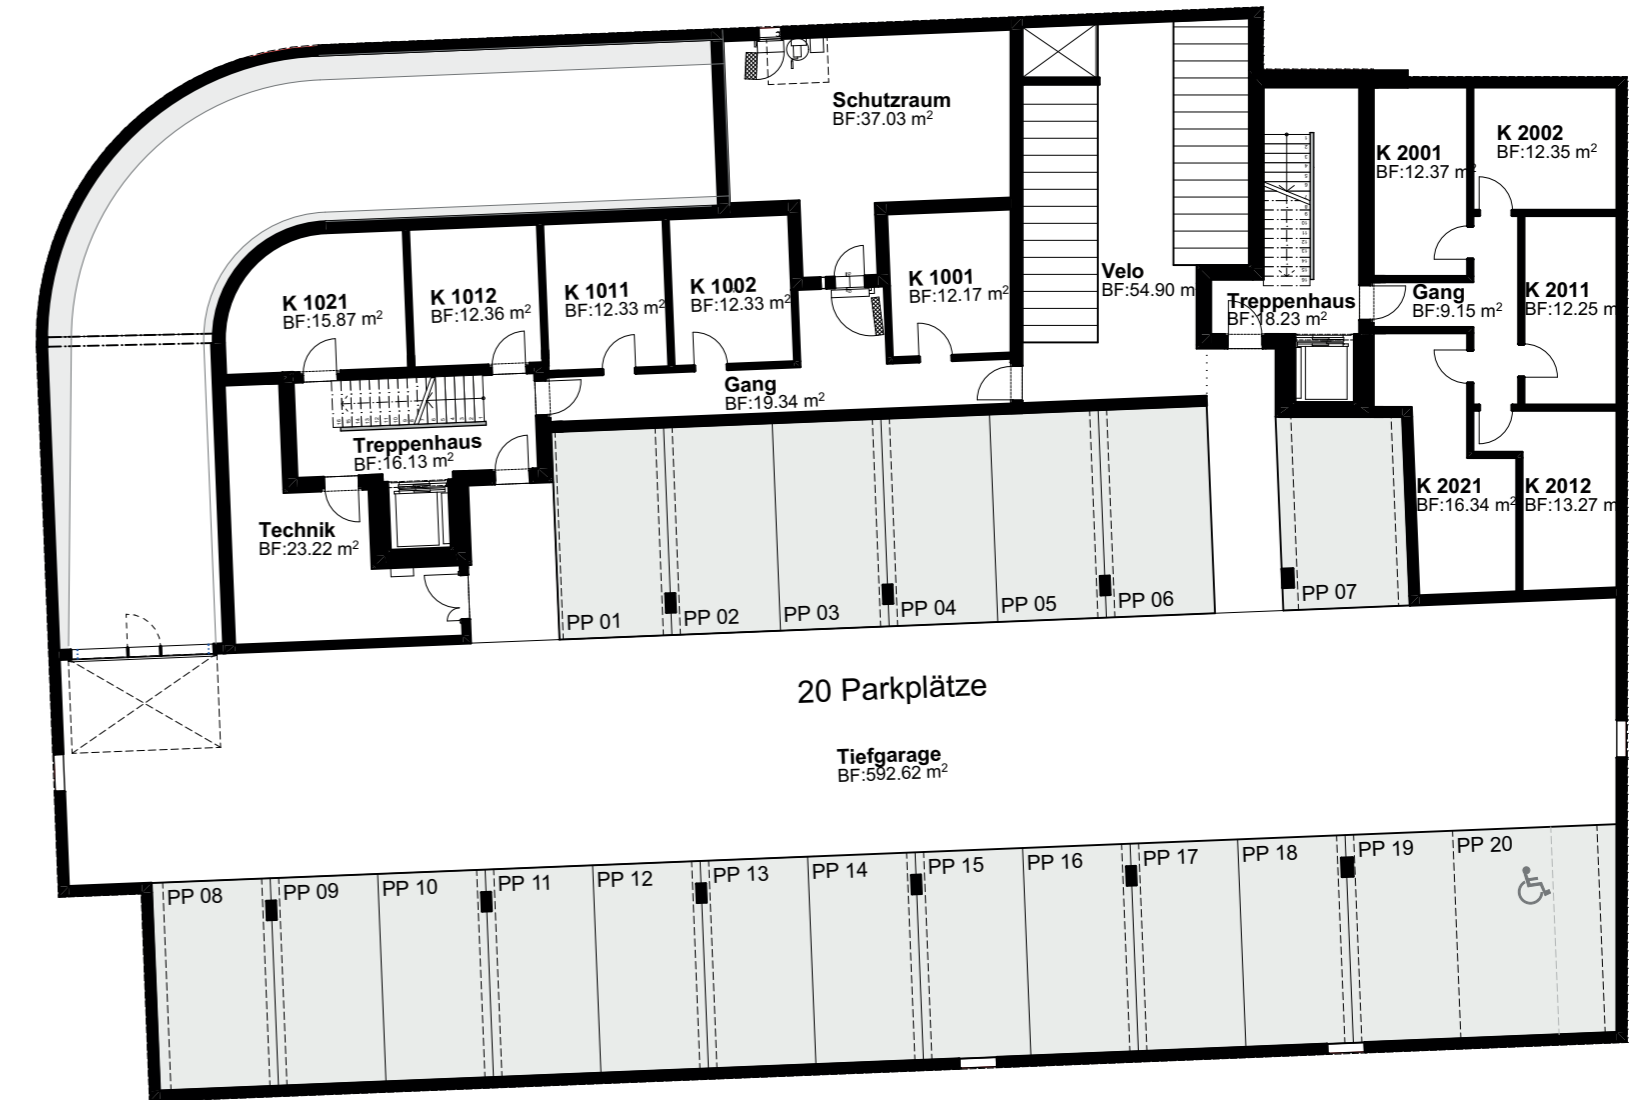 Schutzraum
BF:37.03 m²
K 2001
BF:12.37 m²
K 2002
BF:12.35 m²
K 1021
BF:15.87 m²
K 1012
BF:12.36 m²
K 1011
BF:12.33 m²
K 1002
BF:12.33 m²
K 1001
BF:12.17 m²
Velo
BF:54.90 m
Treppenhaus
BF:18.23 m²
Gang
BF:9.15 m²
K 2011
BF:12.25 m
Gang
BF:19.34 m²
Treppenhaus
BF:16.13 m²
Technik
BF:23.22 m²
K 2021
BF:16.34 m²
K 2012
BF:13.27 m
PP 01
PP 02
PP 03
PP 04
PP 05
PP 06
PP 07
20 Parkplätze
Tiefgarage
BF:592.62 m²
PP 08
PP 09
PP 10
PP 11
PP 12
PP 13
PP 14
PP 15
PP 16
PP 17
PP 18
PP 19
PP 20